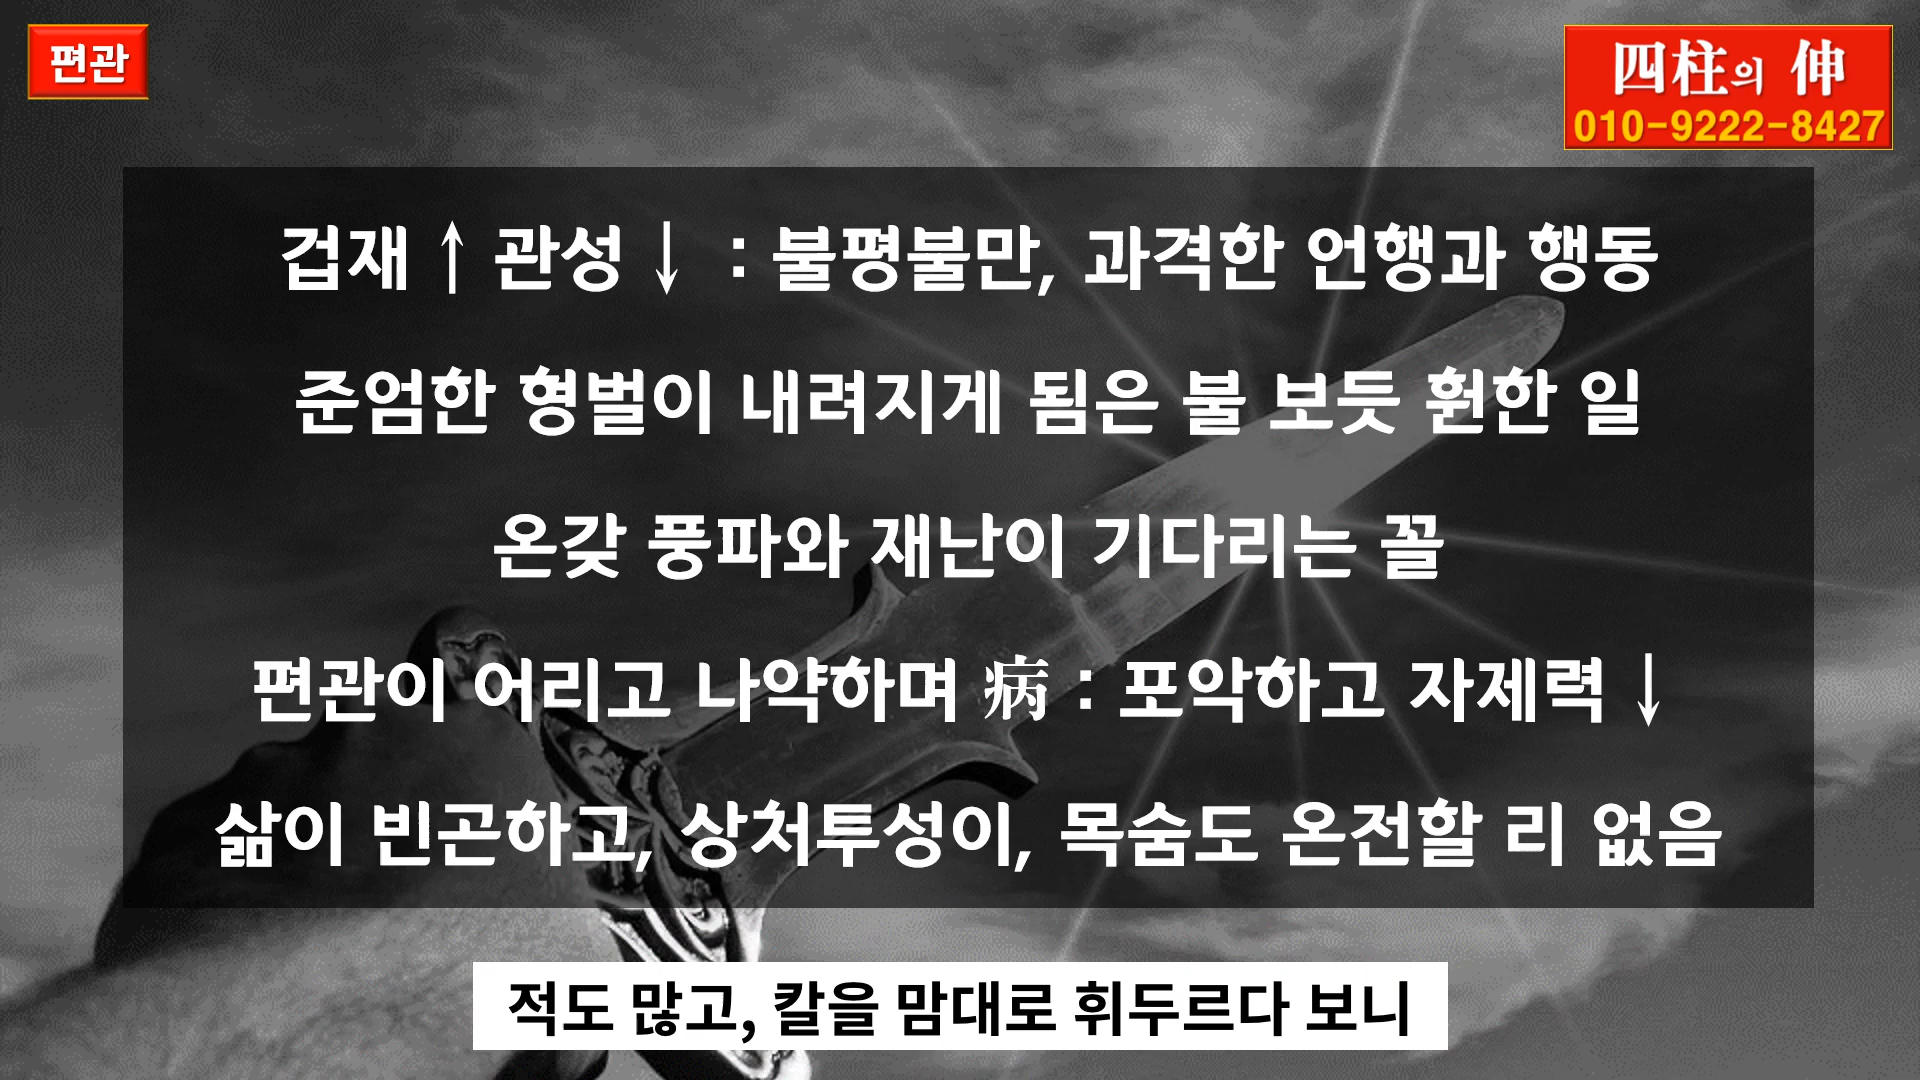 편관
四柱의 伸
010-9222-8427
겁재 ↑ 관성 ↓ : 불평불만, 과격한 언행과 행동
준엄한 형벌이 내려지게 됨은 불 보듯 훤한 일
온갖 풍파와 재난이 기다리는 꼴
편관이 어리고 나약하며 病 : 포악하고 자제력 ↓
삶이 빈곤하고, 상처투성이, 목숨도 온전할 리 없음
적도 많고, 칼을 맘대로 휘두르다 보니